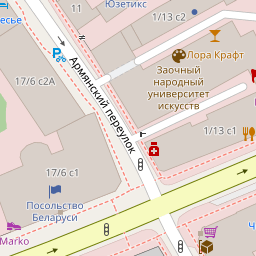 Юзетикс
11
1/13 с2
есье
Лора Крафт
17/6 с2А
Заочный
народный
университет
искусств
Армянский переулок
1/13 с1
17/6 с1
Посольство
Беларуси
Marko